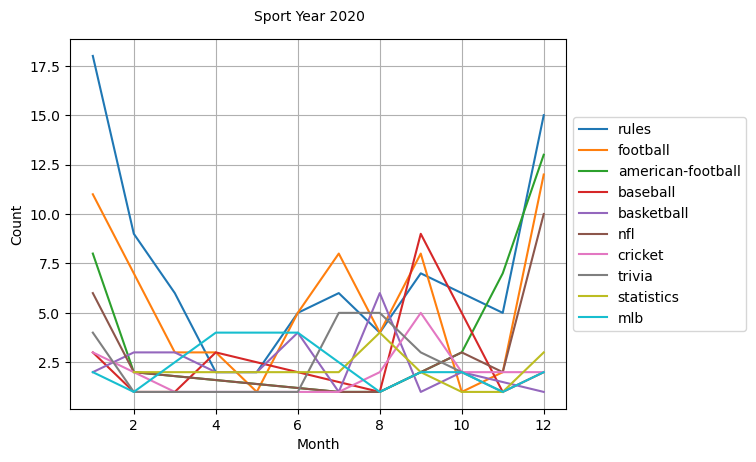 Sport Year 2020
Count
17.5
15.0
12.5
10.0
7.5
5.0
2.5
2 4 6 8 10 12
Month
rules
football
american-football
baseball
basketball
nfl
cricket
trivia
statistics
mlb